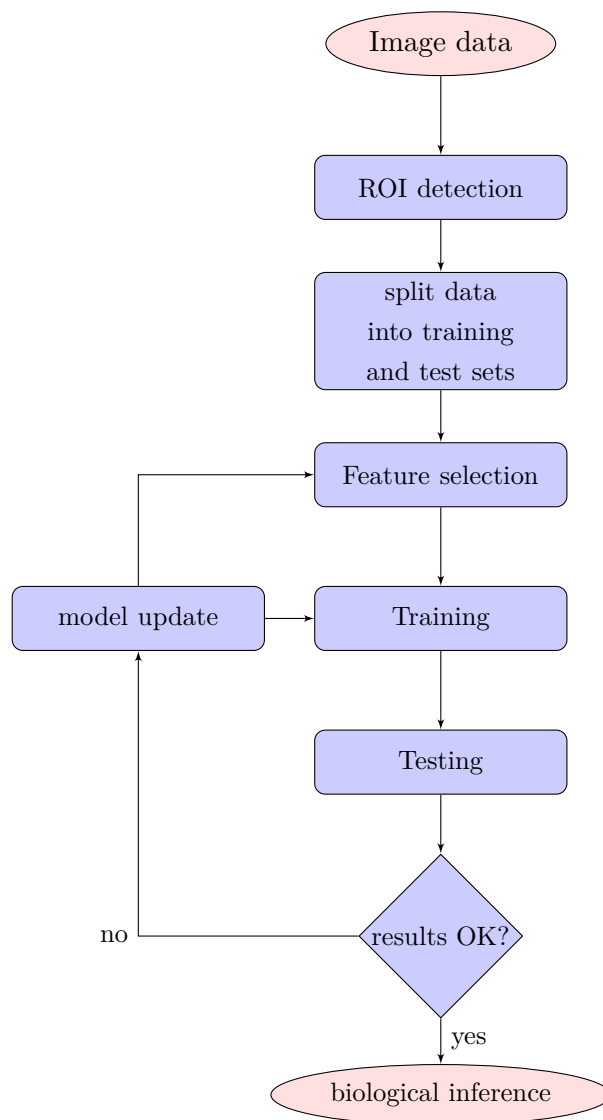 Image data
ROI detection
split data
into training
and test sets
Feature selection
model update
Training
Testing
results OK?
no
yes
biological inference